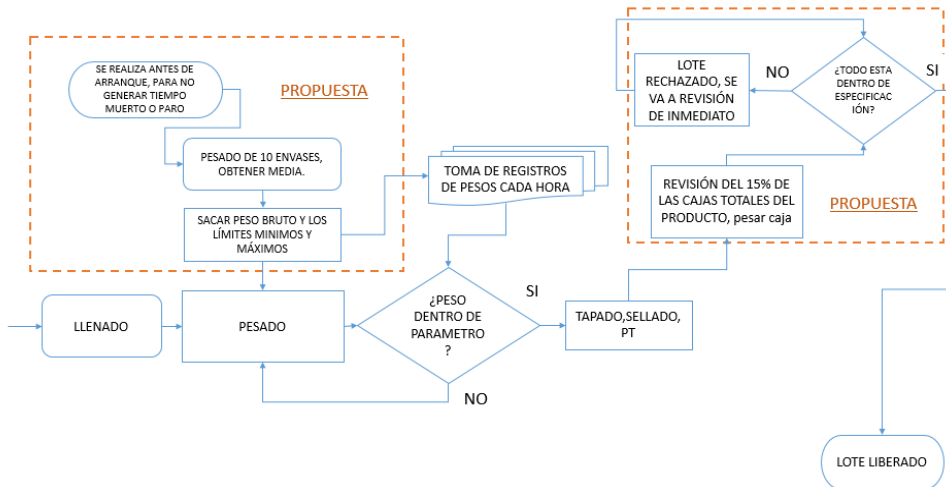 SE REALIZA ANTES DE
ARRANQUE, PARA NO
GENERAR TIEMPO
MUERTO O PARO
PROPUESTA
PESADO DE 10 ENVASES,
OBTENER MEDIA.
SACAR PESO BRUTO Y LOS
LÍMITES MINIMOS Y
MÁXIMOS
TOMA DE REGISTROS
DE PESOS CADA HORA
LLENADO
PESADO
¿PESO
DENTRO DE
PARAMETRO
?
SI
NO
TAPADO,SELLADO,
PT
REVISIÓN DEL 15% DE
LAS CAJAS TOTALES DEL
PRODUCTO, pesar caja
PROPUESTA
LOTE
RECHAZADO, SE
VA A REVISIÓN
DE INMEDIATO
NO
¿TODO ESTA
DENTRO DE
ESPECIFICAC
IÓN?
SI
LOTE LIBERADO